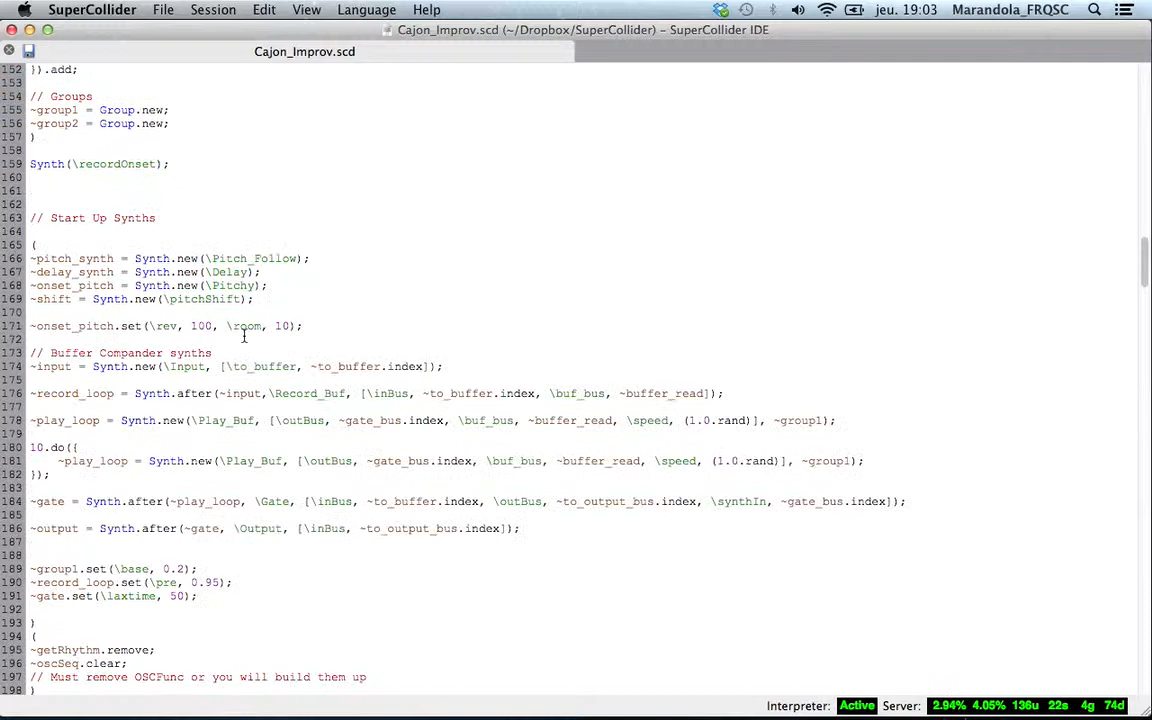 SuperCollider File Session Edit View Language Help jeu. 19:03 Marandola_FRQSC
Cajon_Improv.scd (~/Dropbox/SuperCollider) – SuperCollider IDE
Cajon_Improv.scd
152 }).add;
153
154 // Groups
155 ~group1 = Group.new;
156 ~group2 = Group.new;
157 )
158
159 Synth(\recordOnset);
160
161
162
163 // Start Up Synths
164
165 (
166 ~pitch_synth = Synth.new(\Pitch_Follow);
167 ~delay_synth = Synth.new(\Delay);
168 ~onset_pitch = Synth.new(\Pitchy);
169 ~shift = Synth.new(\pitchShift);
170
171 ~onset_pitch.set(\rev, 100, \room, 10);
172
173 // Buffer Compander synths
174 ~input = Synth.new(\Input, [\to_buffer, ~to_buffer.index]);
175
176 ~record_loop = Synth.after(~input,\Record_Buf, [\inBus, ~to_buffer.index, \buf_bus, ~buffer_read]);
177
178 ~play_loop = Synth.new(\Play_Buf, [\outBus, ~gate_bus.index, \buf_bus, ~buffer_read, \speed, (1.0.rand)], ~group1);
179
180 10.do({
181 ~play_loop = Synth.new(\Play_Buf, [\outBus, ~gate_bus.index, \buf_bus, ~buffer_read, \speed, (1.0.rand)], ~group1);
182 });
183
184 ~gate = Synth.after(~play_loop, \Gate, [\inBus, ~to_buffer.index, \outBus, ~to_output_bus.index, \synthIn, ~gate_bus.index]);
185
186 ~output = Synth.after(~gate, \Output, [\inBus, ~to_output_bus.index]);
187
188
189 ~group1.set(\base, 0.2);
190 ~record_loop.set(\pre, 0.95);
191 ~gate.set(\laxtime, 50);
192
193 )
194 (
195 ~getRhythm.remove;
196 ~oscSeq.clear;
197 // Must remove OSCFunc or you will build them up
198 )
Interpreter: Active Server: 2.94% 4.05% 136u 22s 4g 74d